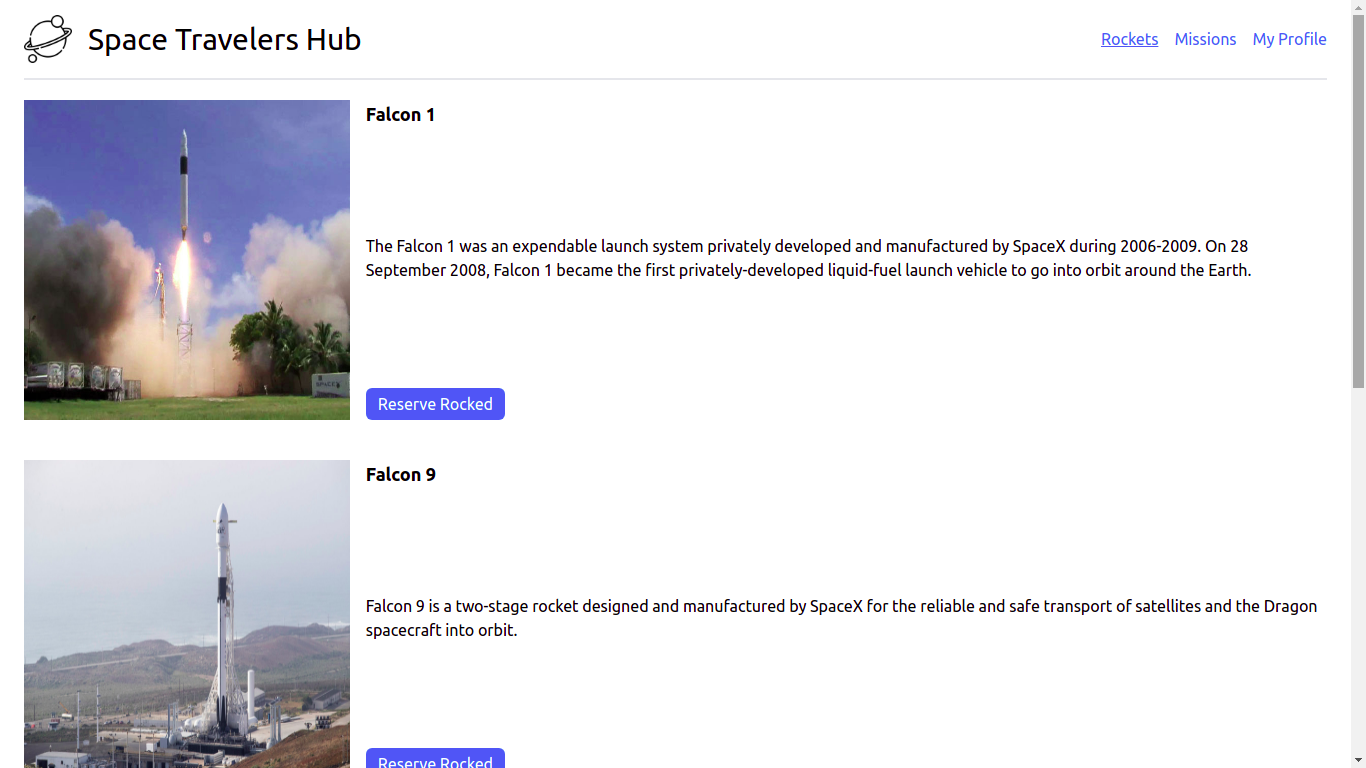 Space Travelers Hub
Rockets Missions My Profile
Falcon 1
The Falcon 1 was an expendable launch system privately developed and manufactured by SpaceX during 2006-2009. On 28
September 2008, Falcon 1 became the first privately-developed liquid-fuel launch vehicle to go into orbit around the Earth.
Reserve Rocked
Falcon 9
Falcon 9 is a two-stage rocket designed and manufactured by SpaceX for the reliable and safe transport of satellites and the Dragon
spacecraft into orbit.
Reserve Rocked